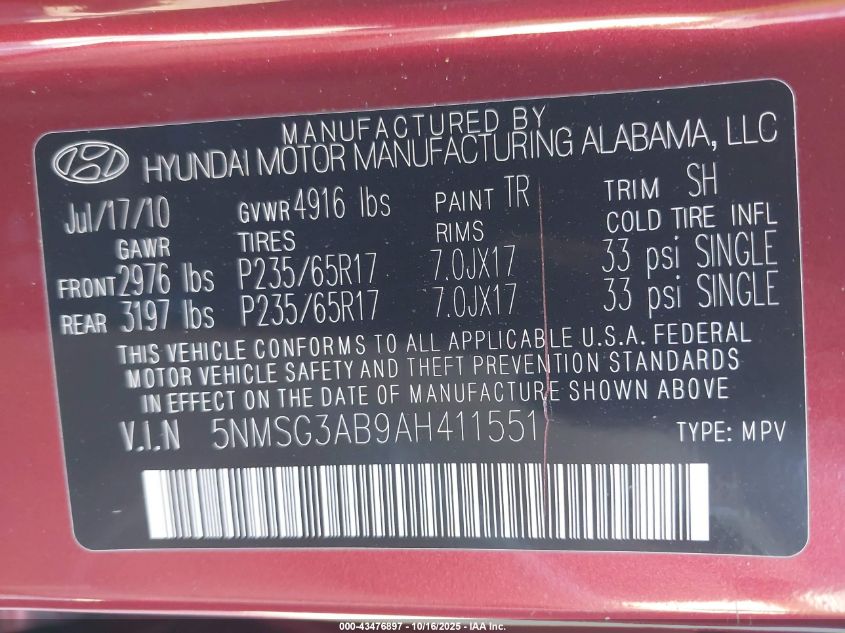 MANUFACTURED BY
HYUNDAI MOTOR MANUFACTURING ALABAMA, LLC
Jul/17/10 GVWR 4916 lbs PAINT TR TRIM SH
GAWR TIRES RIMS COLD TIRE INFL
FRONT 2976 lbs P235/65R17 7.0JX17 33 psi SINGLE
REAR 3197 lbs P235/65R17 7.0JX17 33 psi SINGLE
THIS VEHICLE CONFORMS TO ALL APPLICABLE U.S.A. FEDERAL
MOTOR VEHICLE SAFETY AND THEFT PREVENTION STANDARDS
IN EFFECT ON THE DATE OF MANUFACTURE SHOWN ABOVE
V.I.N 5NMSG3AB9AH411551 TYPE: MPV
000-43476897 - 10/16/2025 - IAA Inc.